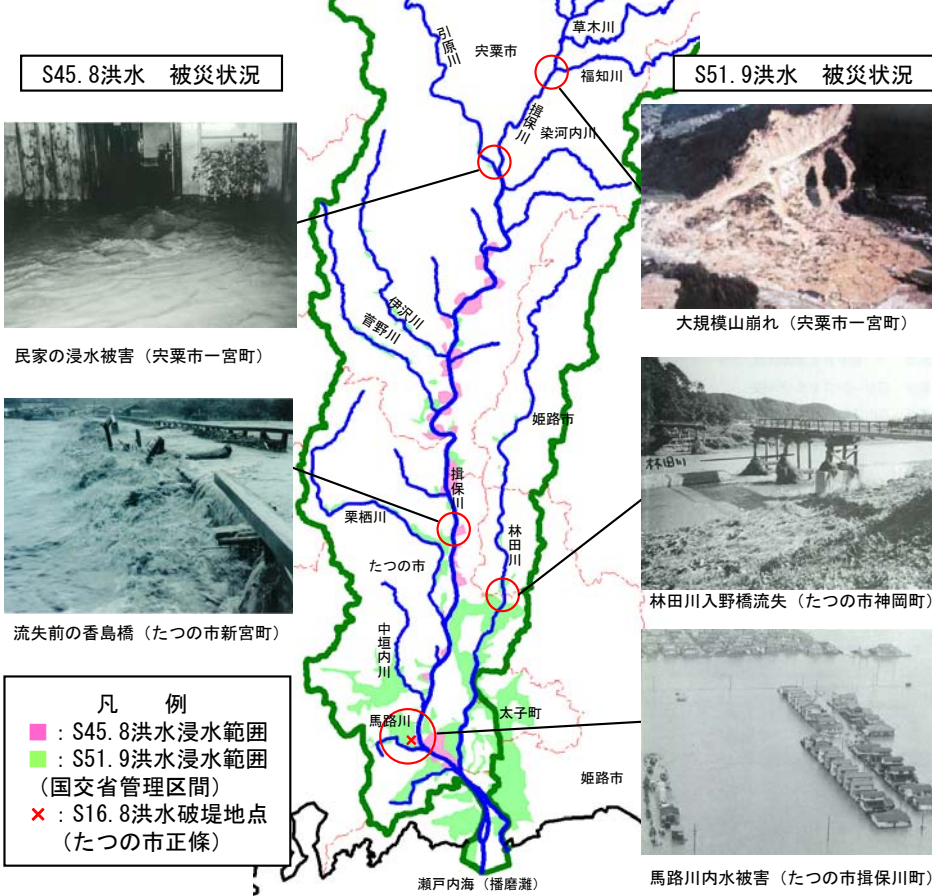 S45.8洪水　被災状況
民家の浸水被害（宍粟市一宮町）
流失前の香島橋（たつの市新宮町）
凡　例
：S45.8洪水浸水範囲
：S51.9洪水浸水範囲
（国交省管理区間）
×：S16.8洪水破堤地点
（たつの市正條）
引原川
宍粟市
草木川
福知川
揖保川
染河内川
伊沢川
菅野川
姫路市
揖保川
栗栖川
林田川
たつの市
中垣内川
馬路川
太子町
姫路市
瀬戸内海（播磨灘）
S51.9洪水　被災状況
大規模山崩れ（宍粟市一宮町）
林田川
林田川入野橋流失（たつの市神岡町）
馬路川内水被害（たつの市揖保川町）